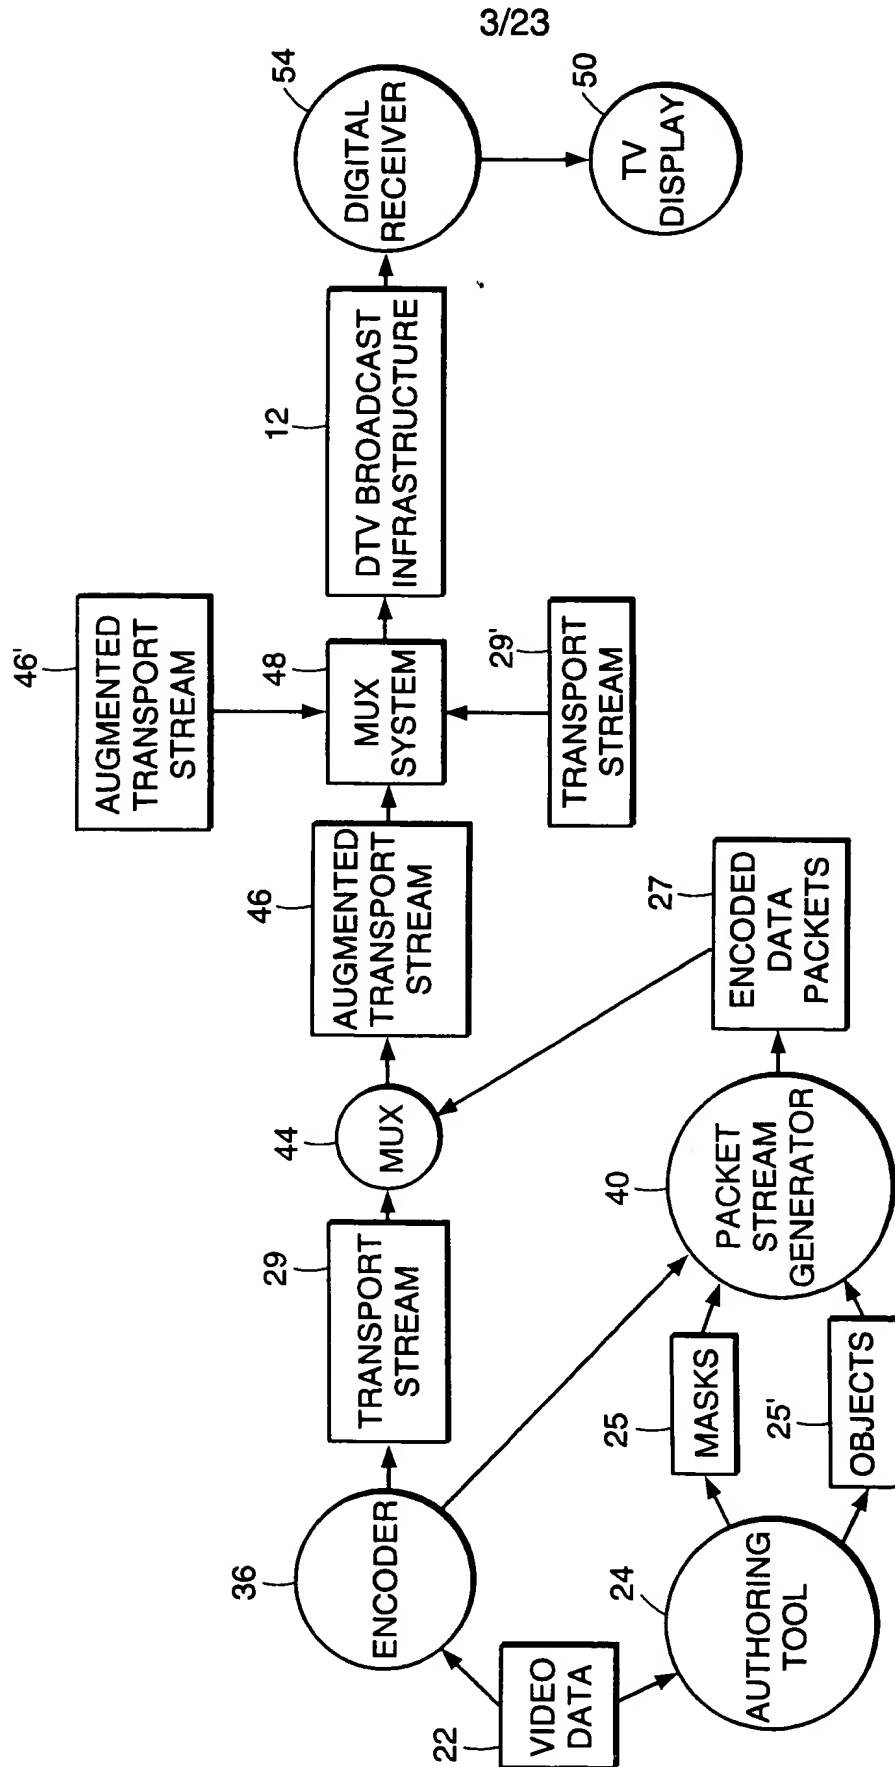 3/23
22
VIDEO
DATA
36
ENCODER
24
AUTHORING
TOOL
29
TRANSPORT
STREAM
25
MASKS
25'
OBJECTS
40
PACKET
STREAM
GENERATOR
44
MUX
27
ENCODED
DATA
PACKETS
46
AUGMENTED
TRANSPORT
STREAM
46'
AUGMENTED
TRANSPORT
STREAM
48
MUX
SYSTEM
29'
TRANSPORT
STREAM
12
DTV BROADCAST
INFRASTRUCTURE
54
DIGITAL
RECEIVER
50
TV
DISPLAY